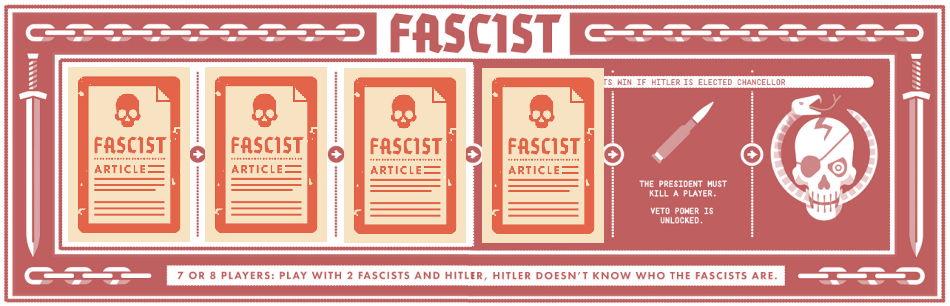 FASCIST
TS WIN IF HITLER IS ELECTED CHANCELLOR
FASCIST
ARTICLE
FASCIST
ARTICLE
FASCIST
ARTICLE
FASCIST
ARTICLE
THE PRESIDENT MUST
KILL A PLAYER.
VETO POWER IS
UNLOCKED.
7 OR 8 PLAYERS: PLAY WITH 2 FASCISTS AND HITLER, HITLER DOESN'T KNOW WHO THE FASCISTS ARE.